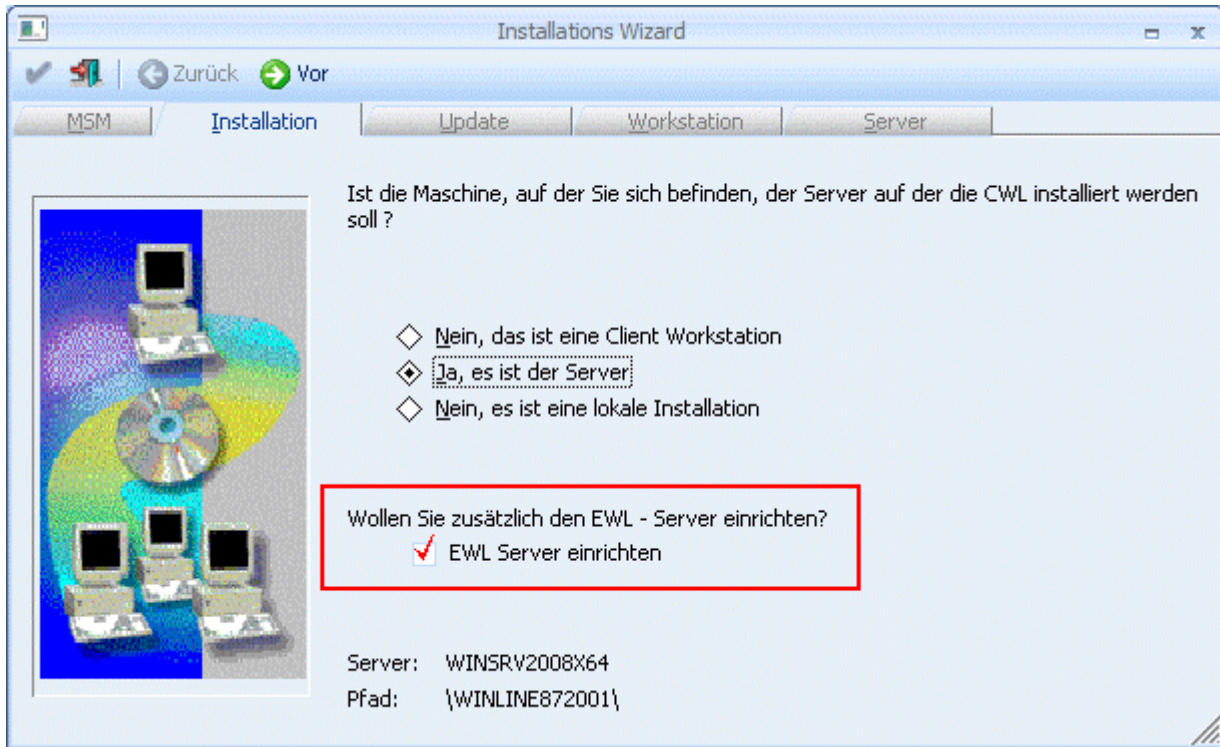 Installations Wizard
Zurück Vor
MSM Installation Update Workstation Server
Ist die Maschine, auf der Sie sich befinden, der Server auf der die CWL installiert werden
soll ?
Nein, das ist eine Client Workstation
Ja, es ist der Server
Nein, es ist eine lokale Installation
Wollen Sie zusätzlich den EWL - Server einrichten?
EWL Server einrichten
Server: WINSRV2008X64
Pfad: \WINLINE872001\